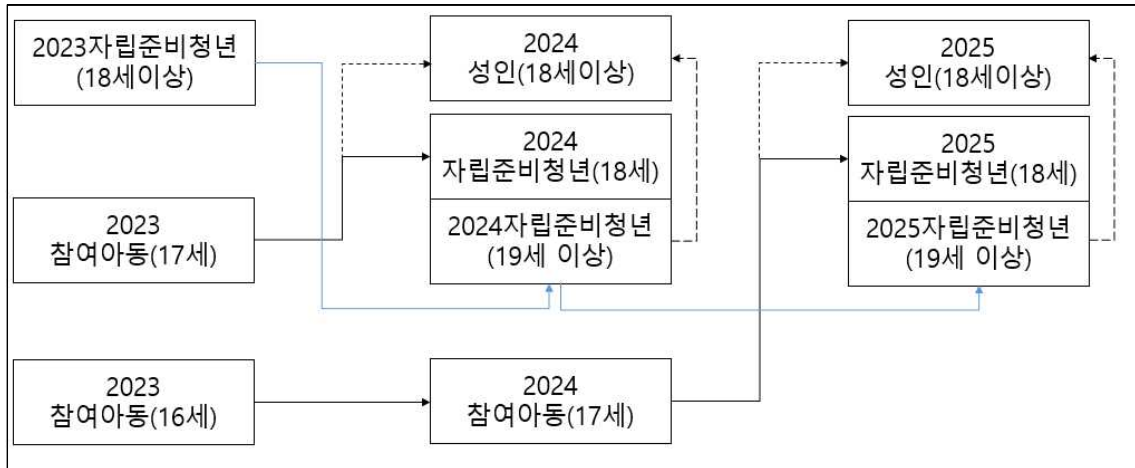 2023자립준비청년
(18세이상)
2024
성인(18세이상)
2025
성인(18세이상)
2024
자립준비청년(18세)
2025
자립준비청년(18세)
2023
참여아동(17세)
2024자립준비청년
(19세 이상)
2025자립준비청년
(19세 이상)
2023
참여아동(16세)
2024
참여아동(17세)